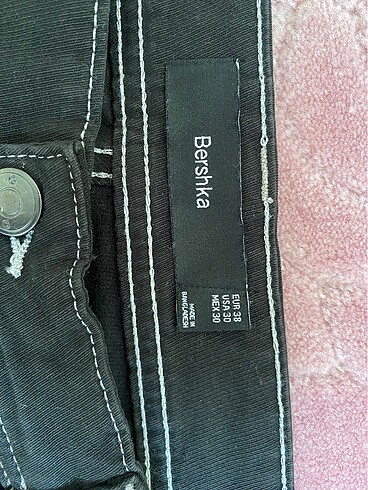 Bershka
EUR 38
USA 30
MEX 30
MADE IN
BANGLADESH